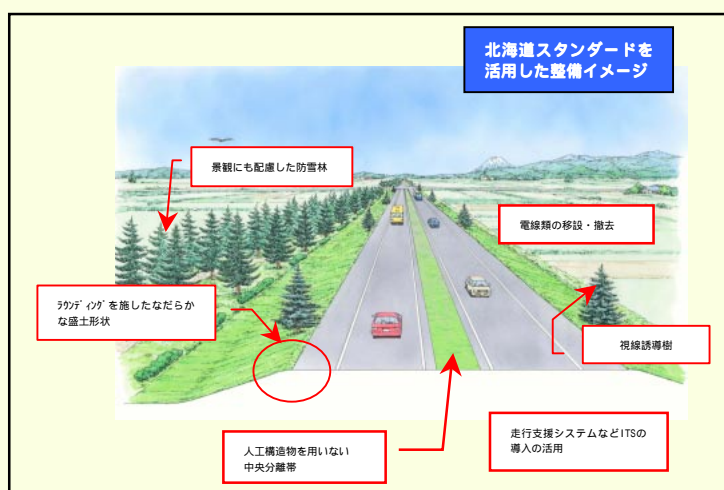 北海道スタンダードを
活用した整備イメージ
景観にも配慮した防雪林
電線類の移設・撤去
ﾗｳﾝﾃﾞｨﾝｸﾞを施したなだらか
な盛土形状
視線誘導樹
人工構造物を用いない
中央分離帯
走行支援システムなどITSの
導入の活用